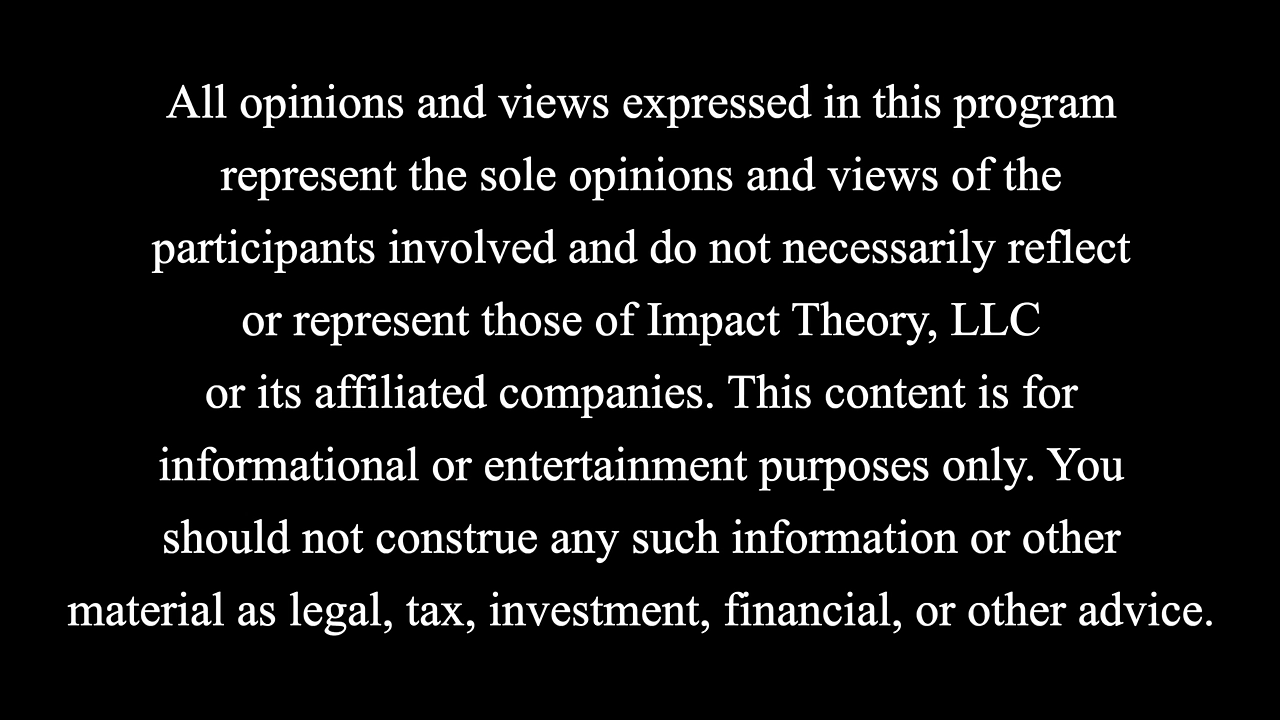 All opinions and views expressed in this program
represent the sole opinions and views of the
participants involved and do not necessarily reflect
or represent those of Impact Theory, LLC
or its affiliated companies. This content is for
informational or entertainment purposes only. You
should not construe any such information or other
material as legal, tax, investment, financial, or other advice.